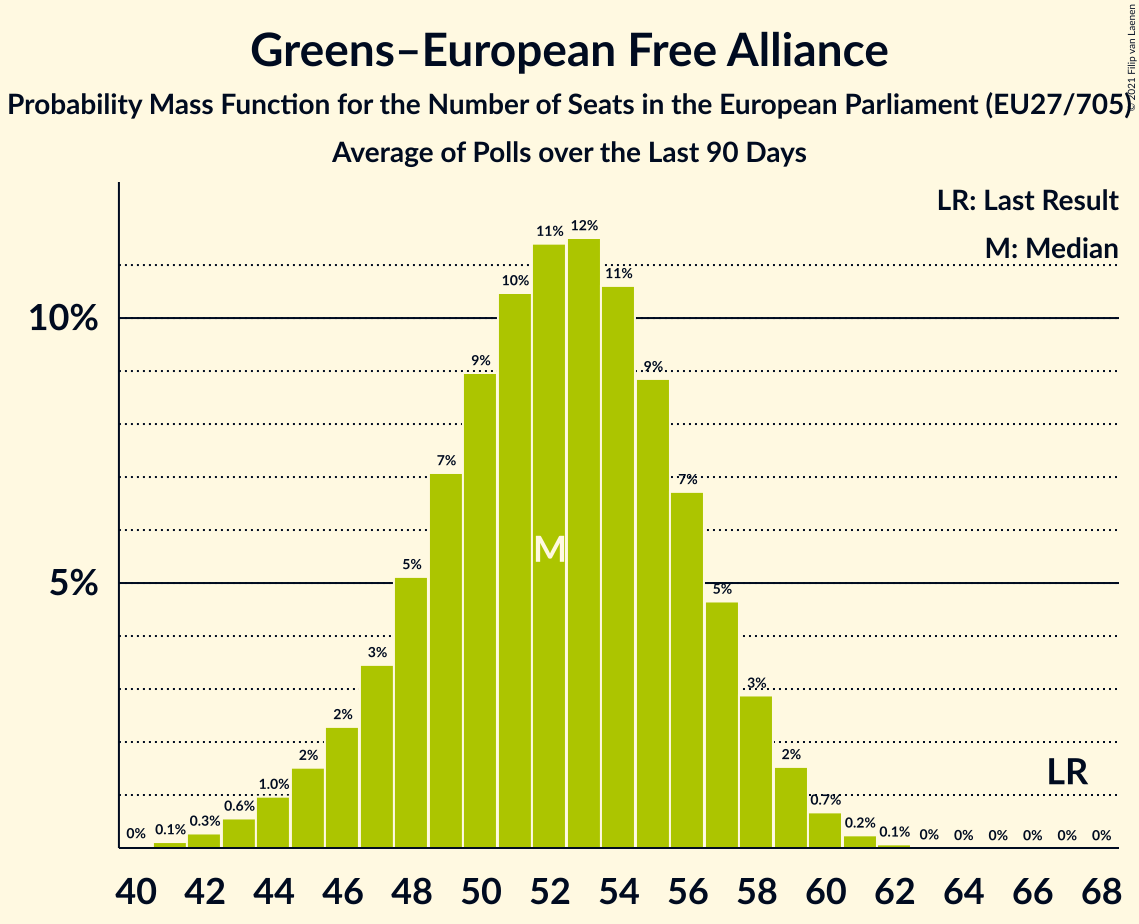 Greens–European Free Alliance
Probability Mass Function for the Number of Seats in the European Parliament (EU27/705)
Average of Polls over the Last 90 Days
© 2021 Filip van Laenen
LR: Last Result
M: Median
10%
5%
0% 0.1% 0.3% 0.6% 1.0% 2% 2% 3% 5% 7% 9% 10% 11% 12% 11% 9% 7% 5% 3% 2% 0.7% 0.2% 0.1% 0% 0% 0% 0% 0% 0%
M
LR
40 42 44 46 48 50 52 54 56 58 60 62 64 66 68